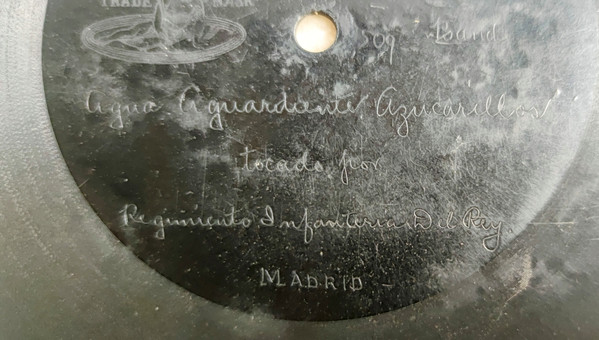 TRADE MARK
509 Band
Agua Aguardiente Azucarillos
tocado por
Regimiento Infanteria Del Rey.
MADRID